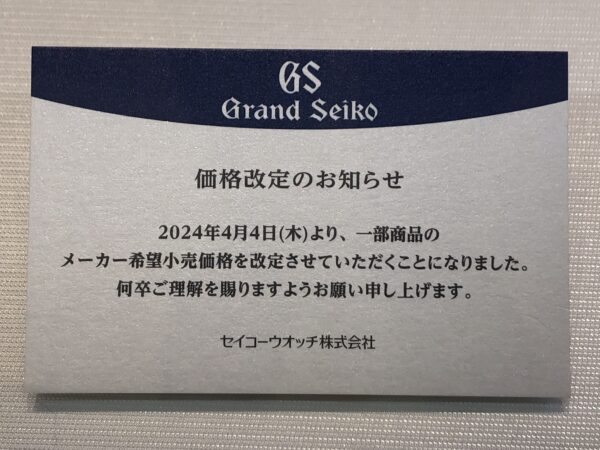 GS
Grand Seiko
価格改定のお知らせ
2024年4月4日(木)より、一部商品の
メーカー希望小売価格を改定させていただくことになりました。
何卒ご理解を賜りますようお願い申し上げます。
セイコーウオッチ株式会社